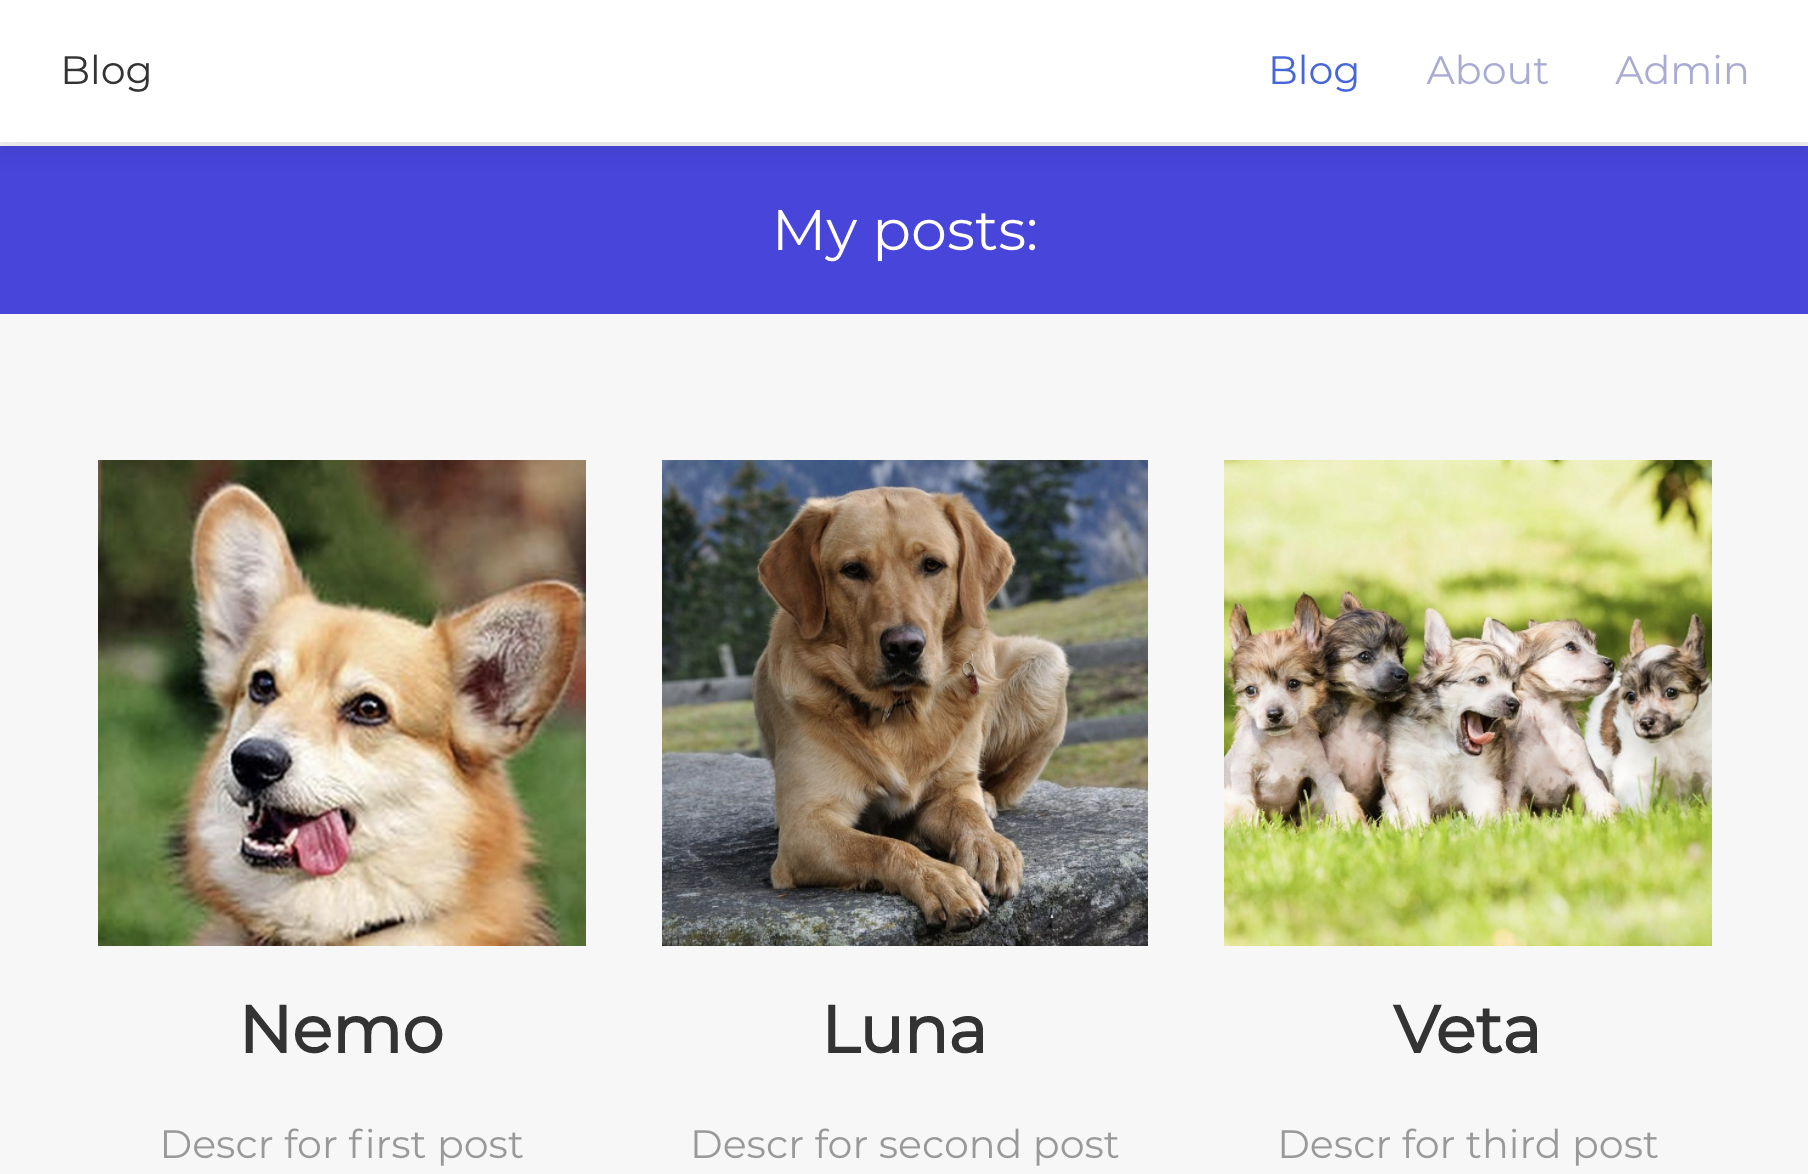 Blog
Blog About Admin
My posts:
Nemo
Descr for first post
Luna
Descr for second post
Veta
Descr for third post